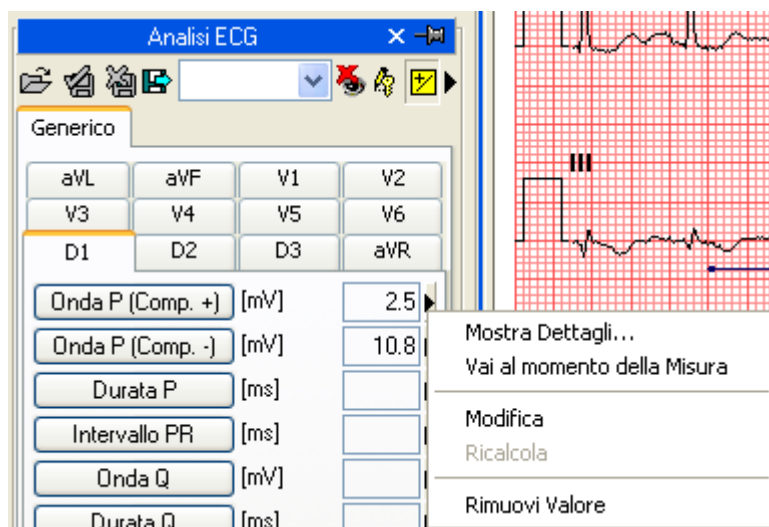 Analisi ECG
Generico
aVL aVF V1 V2
V3 V4 V5 V6
D1 D2 D3 aVR
Onda P (Comp. +) [mV] 2.5
Onda P (Comp. -) [mV] 10.8
Durata P [ms]
Intervallo PR [ms]
Onda Q [mV]
Durata Q [ms]
III
Mostra Dettagli...
Vai al momento della Misura
Modifica
Ricalcola
Rimuovi Valore